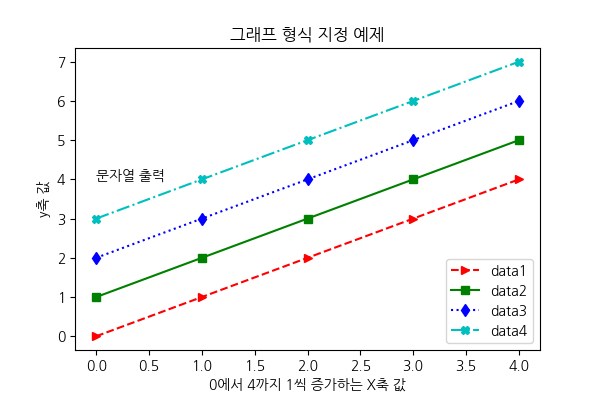 그래프 형식 지정 예제
7
6
5
4
3
2
1
0
y축 값
문자열 출력
data1
data2
data3
data4
0.0 0.5 1.0 1.5 2.0 2.5 3.0 3.5 4.0
0에서 4까지 1씩 증가하는 X축 값